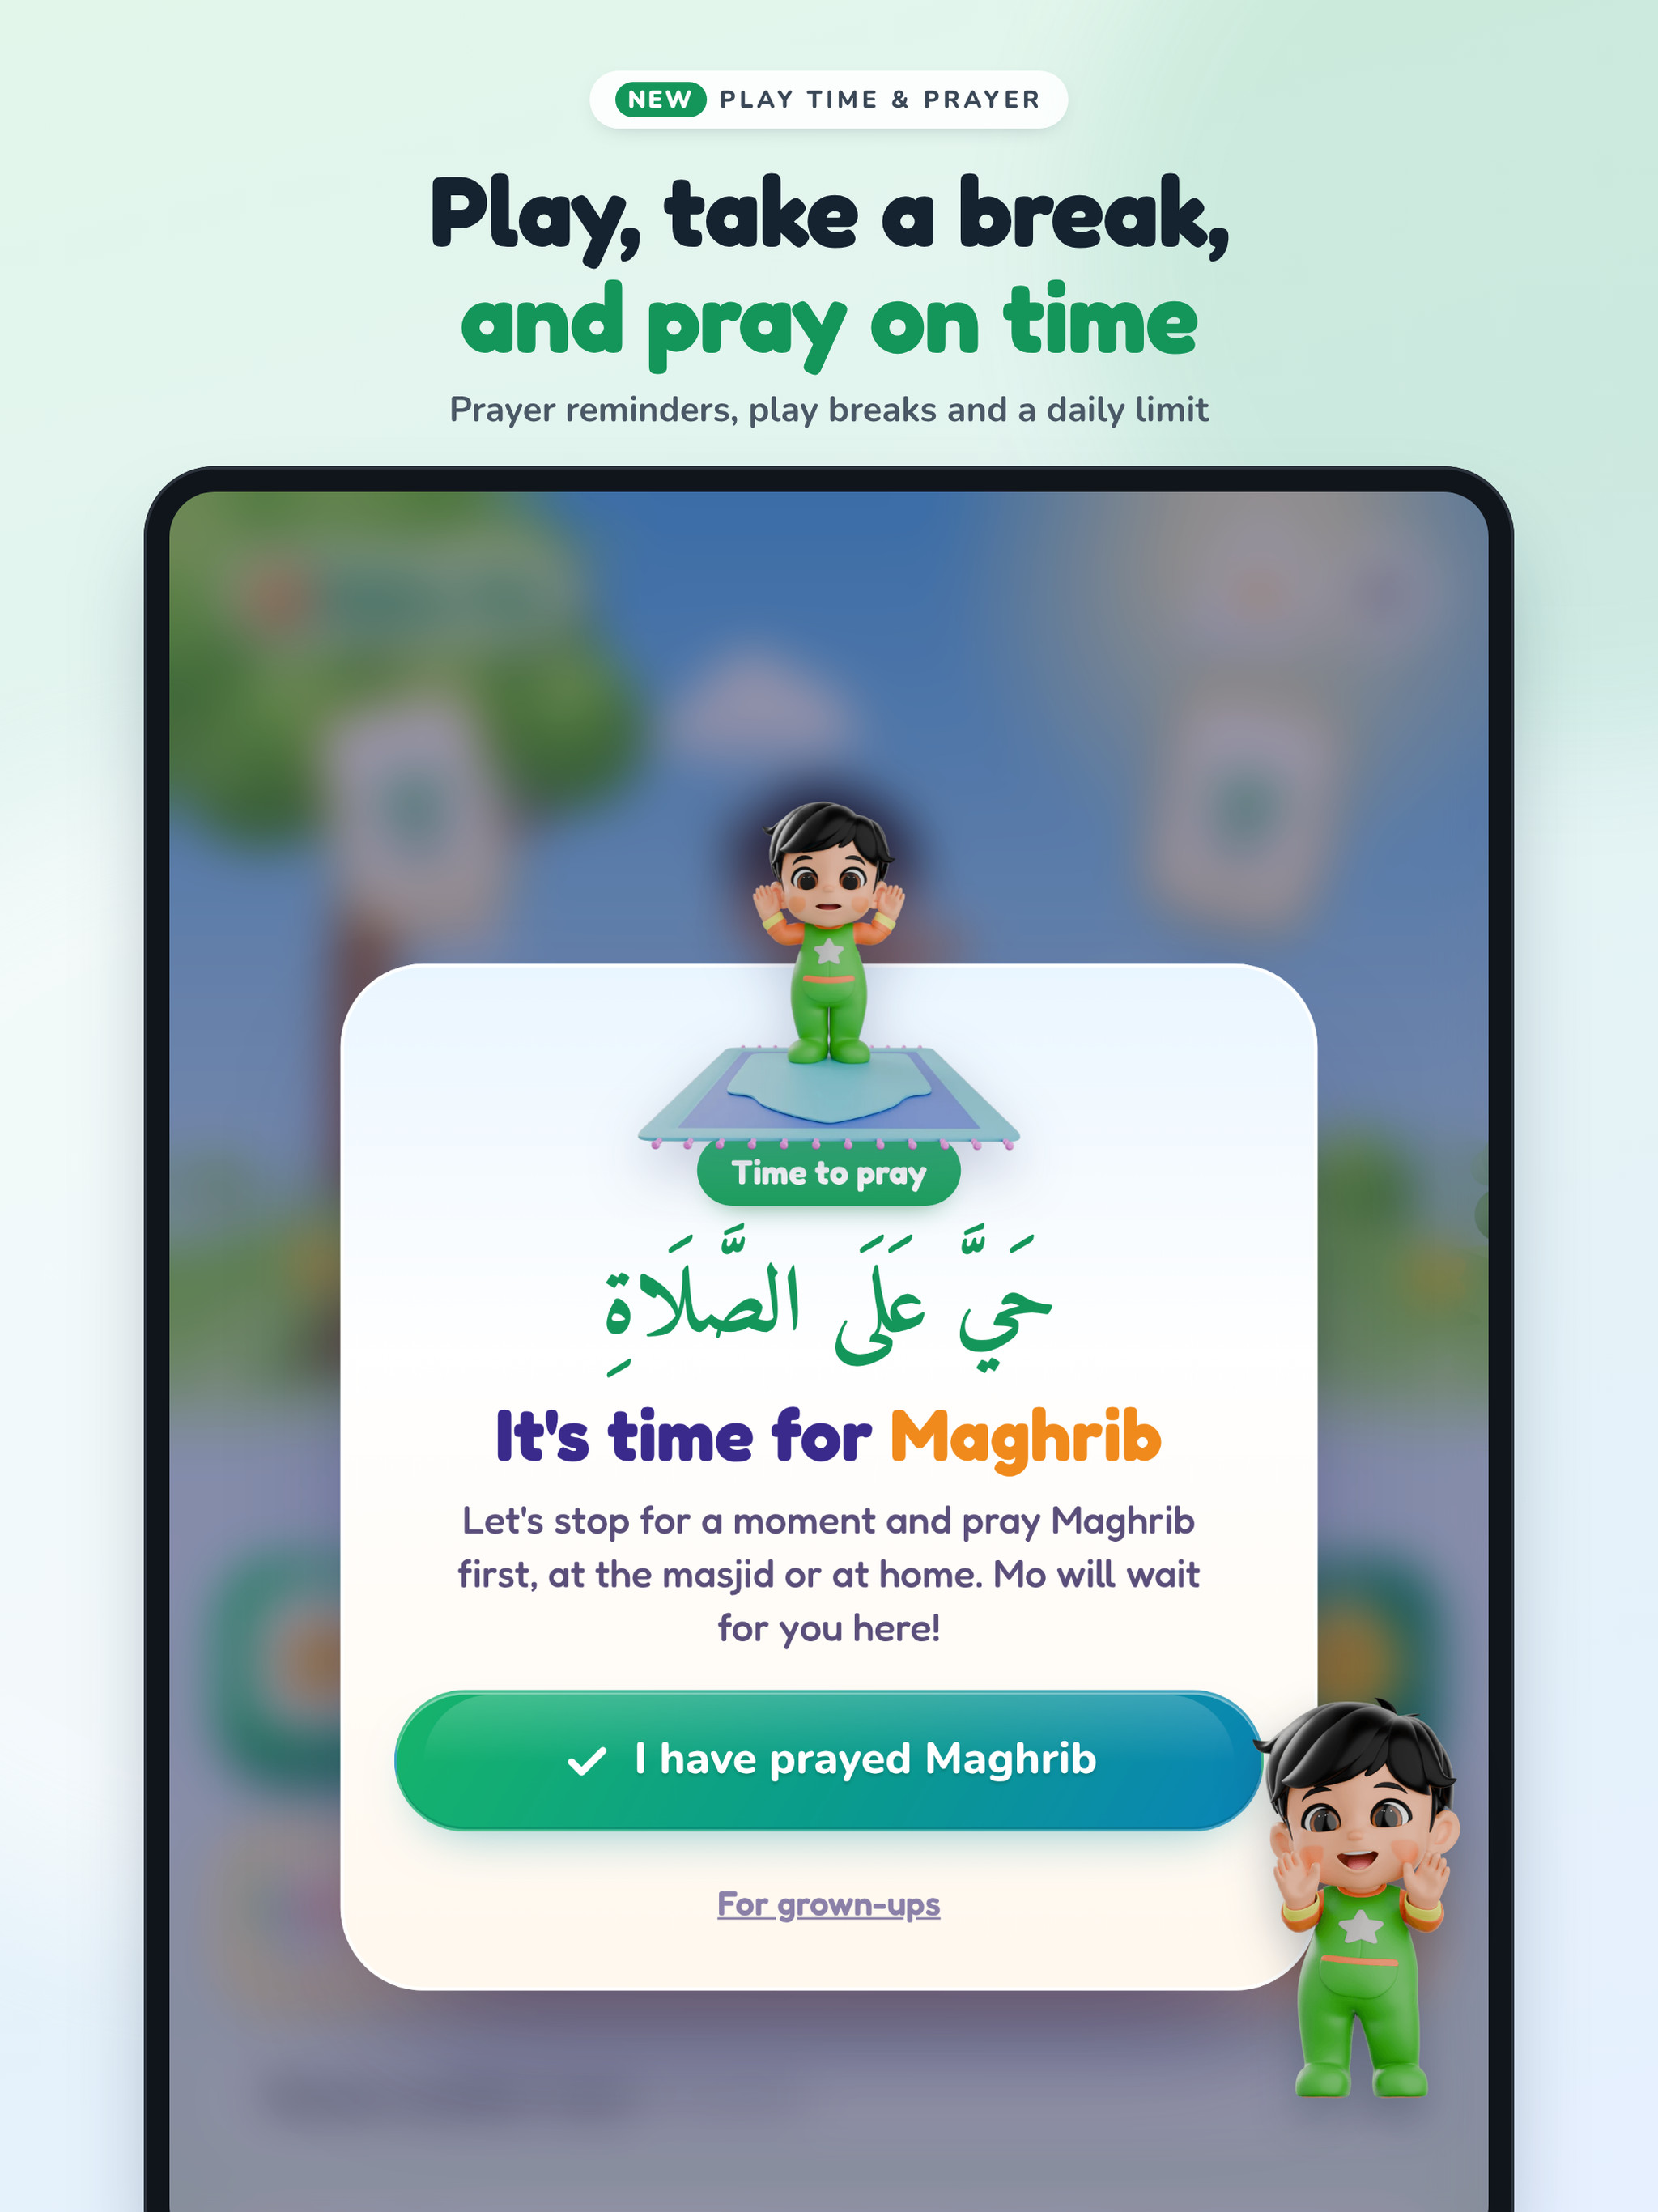 NEW PLAY TIME & PRAYER
Play, take a break,
and pray on time
Prayer reminders, play breaks and a daily limit
Time to pray
حَيَّ عَلَى الصَّلَاةِ
It's time for Maghrib
Let's stop for a moment and pray Maghrib
first, at the masjid or at home. Mo will wait
for you here!
I have prayed Maghrib
For grown-ups